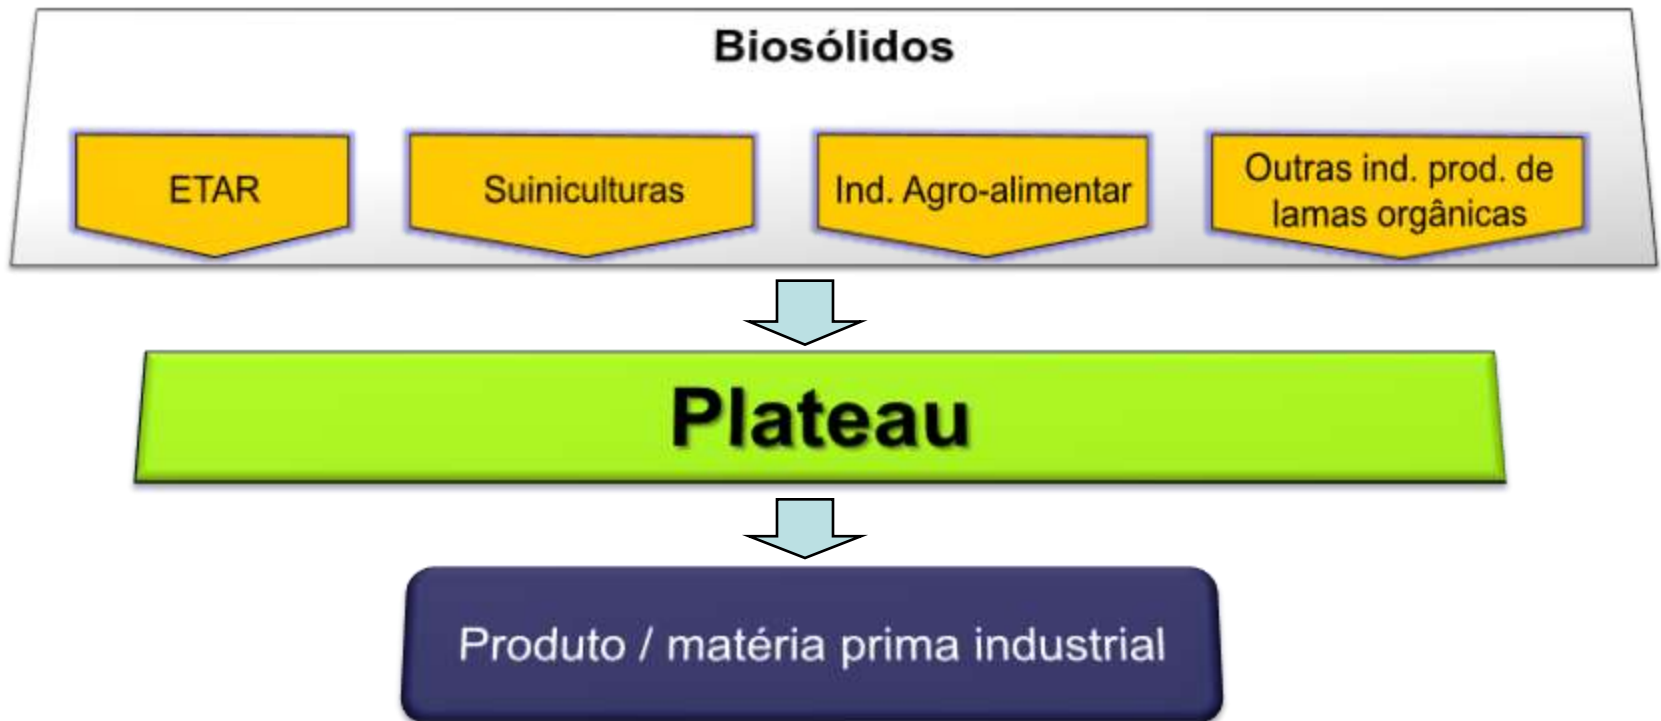 Biosólidos
ETAR
Suiniculturas
Ind. Agro-alimentar
Outras ind. prod. de
lamas orgânicas
Plateau
Produto / matéria prima industrial